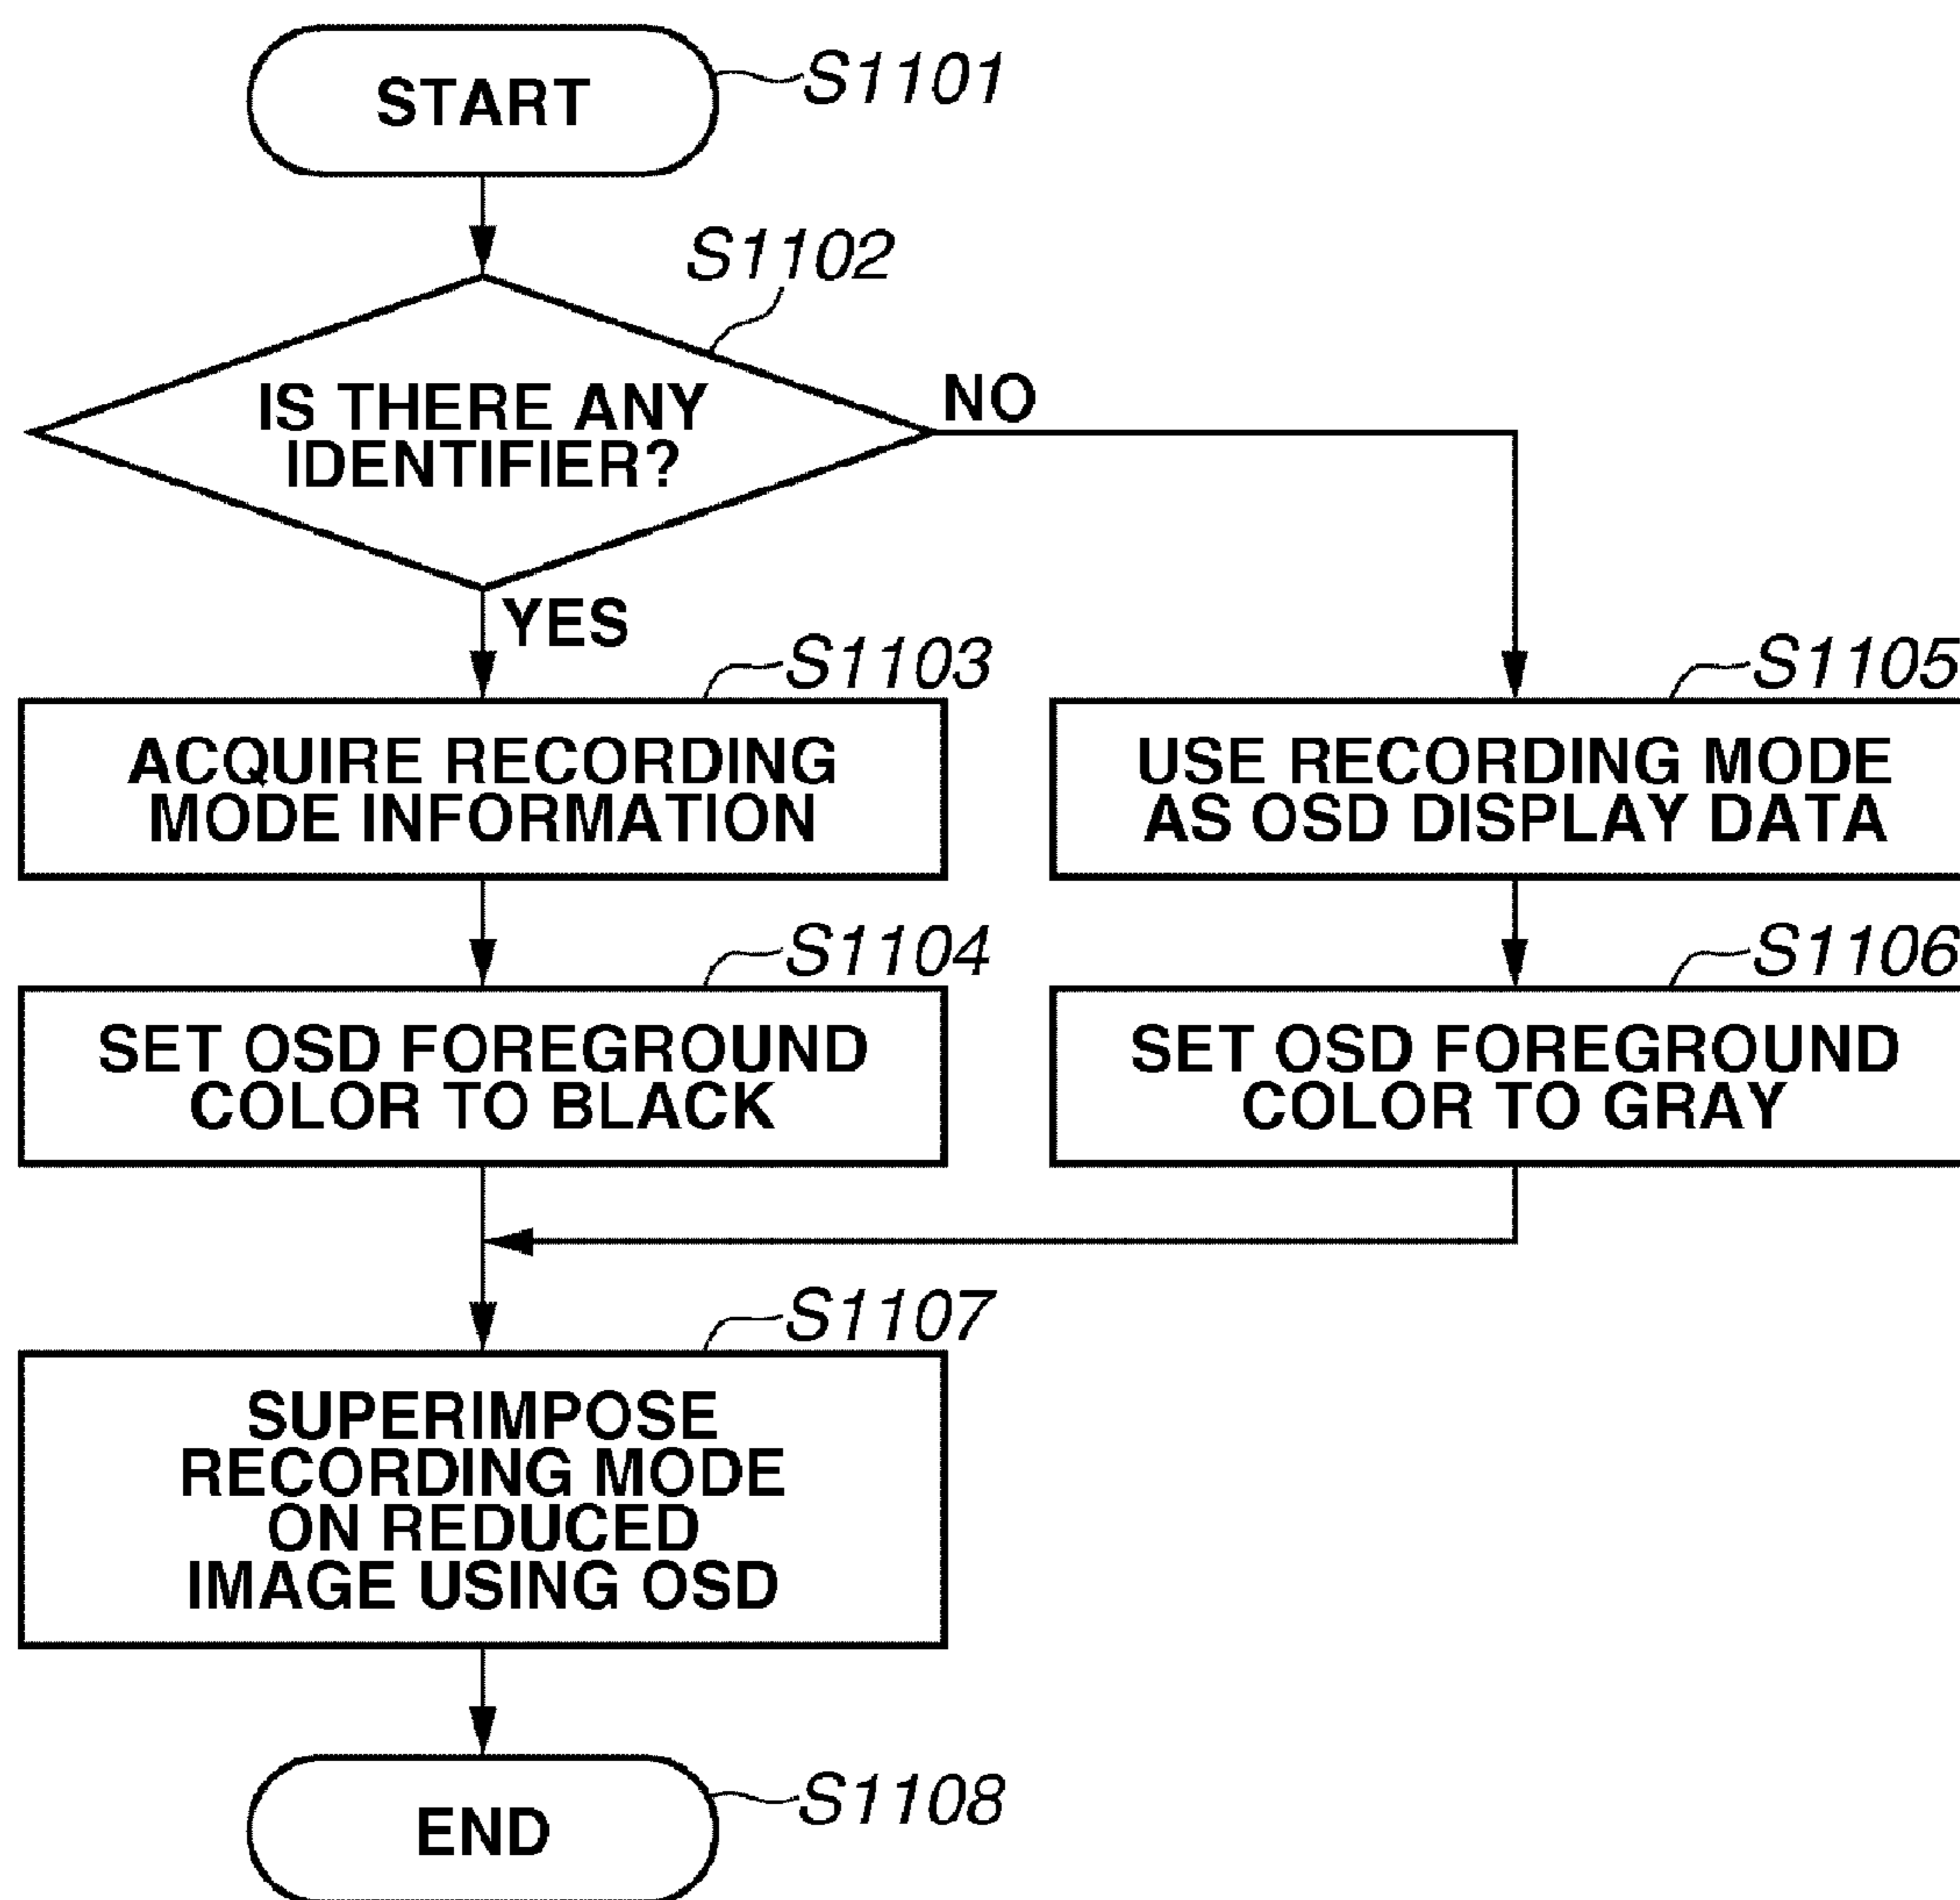 START
S1101
S1102
IS THERE ANY
IDENTIFIER?
NO
YES
S1103
ACQUIRE RECORDING
MODE INFORMATION
S1105
USE RECORDING MODE
AS OSD DISPLAY DATA
S1104
SET OSD FOREGROUND
COLOR TO BLACK
S1106
SET OSD FOREGROUND
COLOR TO GRAY
S1107
SUPERIMPOSE
RECORDING MODE
ON REDUCED
IMAGE USING OSD
END
S1108